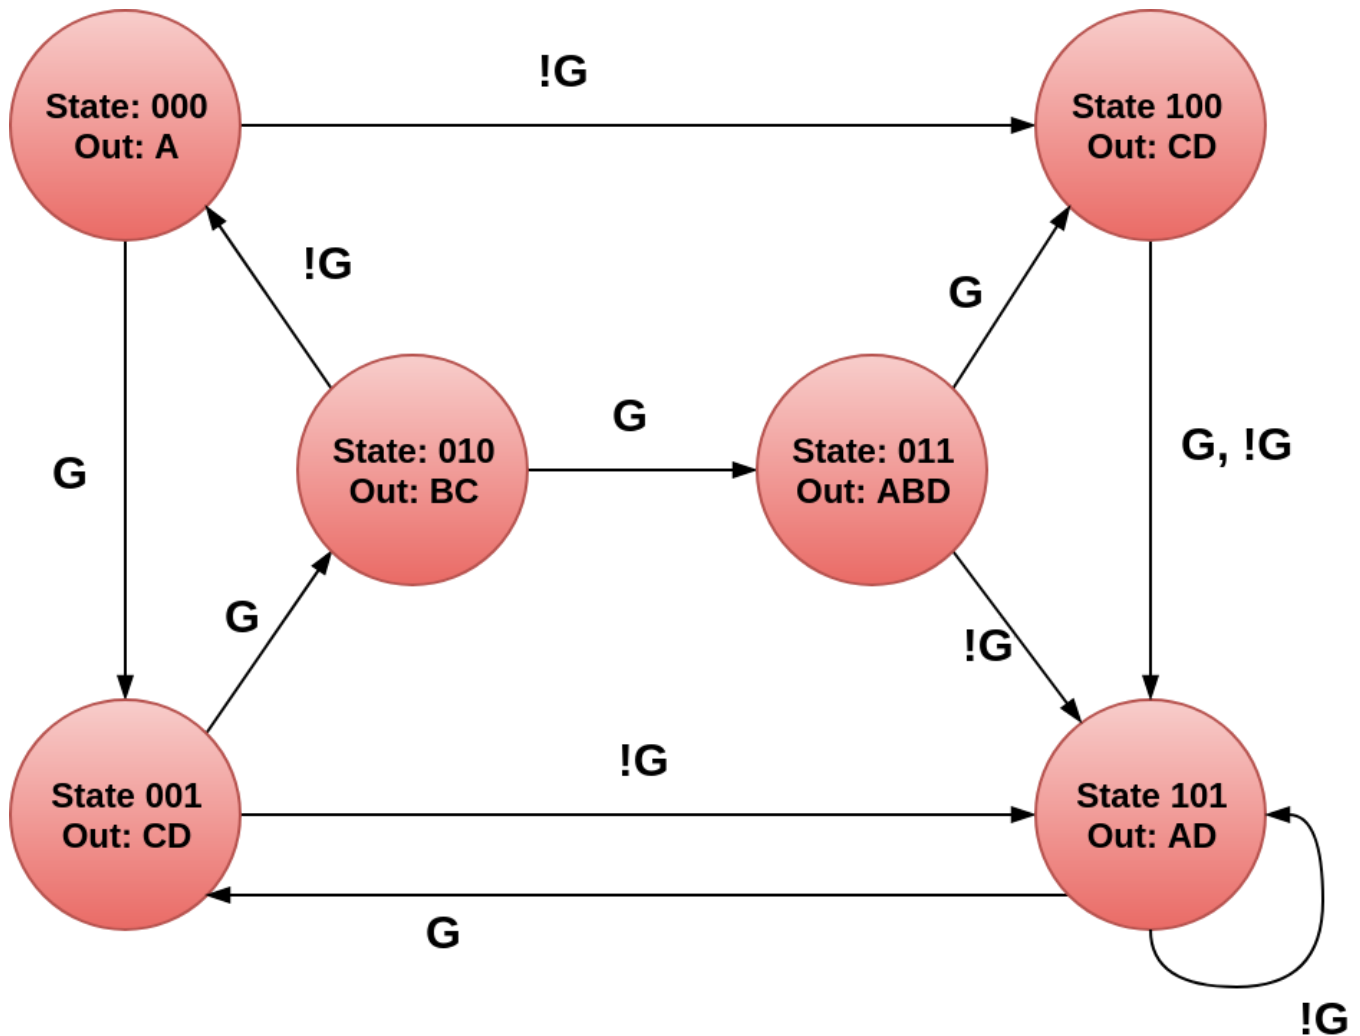 !G
State: 000
Out: A
State 100
Out: CD
!G
G
G
G, !G
G
State: 010
Out: BC
State: 011
Out: ABD
G
!G
!G
State 001
Out: CD
State 101
Out: AD
G
!G